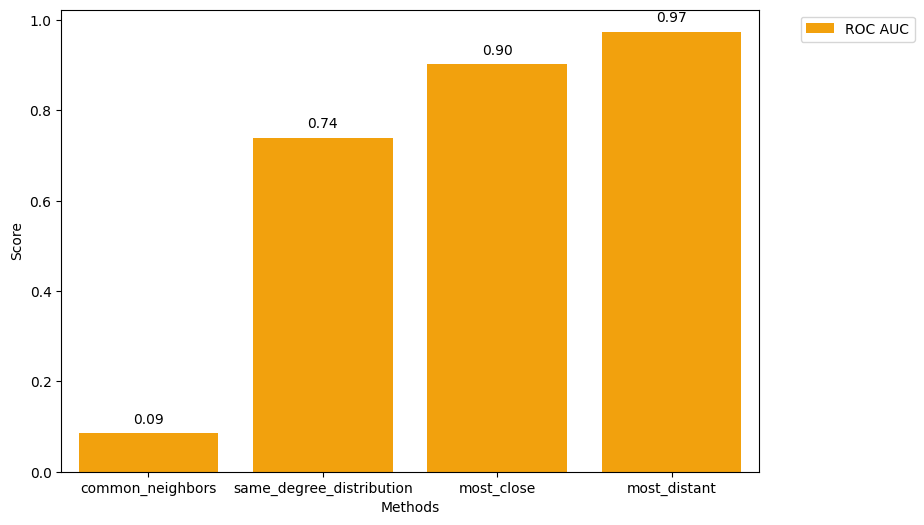 ROC AUC
0.97
0.90
0.74
0.09
1.0
0.8
0.6
0.4
0.2
0.0
Score
common_neighbors
same_degree_distribution
most_close
most_distant
Methods